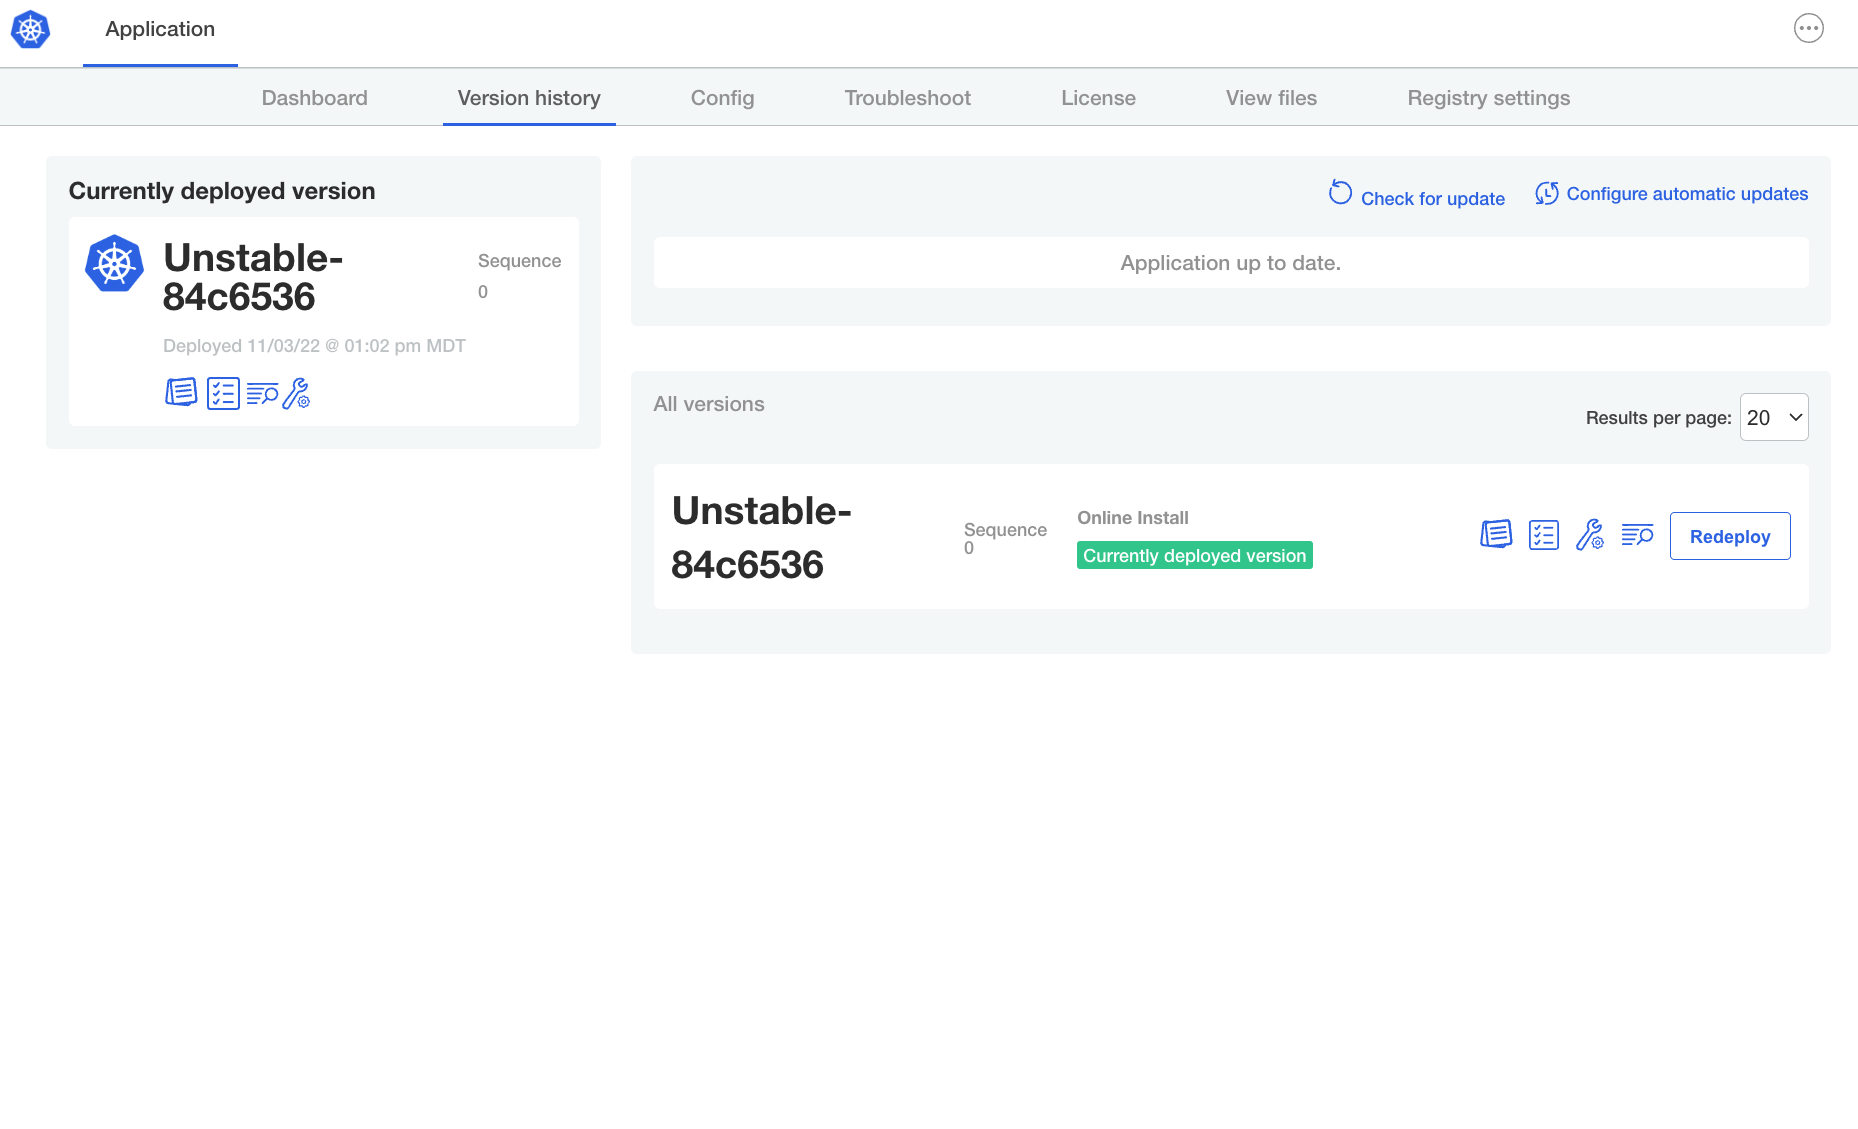 Application
Dashboard
Version history
Config
Troubleshoot
License
View files
Registry settings
Currently deployed version
Unstable-
84c6536
Sequence
0
Deployed 11/03/22 @ 01:02 pm MDT
Check for update
Configure automatic updates
Application up to date.
All versions
Results per page:
20
Unstable-
84c6536
Sequence
0
Online Install
Currently deployed version
Redeploy